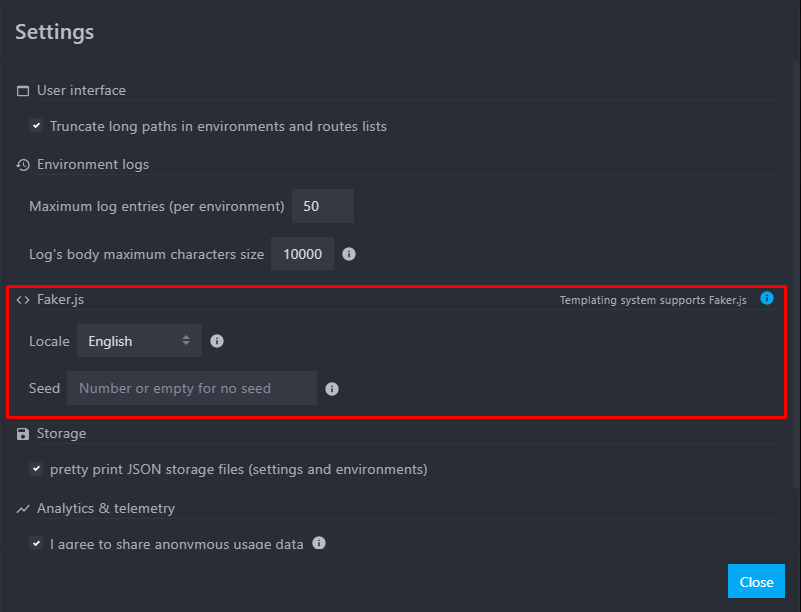 Settings
User interface
Truncate long paths in environments and routes lists
Environment logs
Maximum log entries (per environment) 50
Log's body maximum characters size 10000
Faker.js Templating system supports Faker.js
Locale English
Seed Number or empty for no seed
Storage
pretty print JSON storage files (settings and environments)
Analytics & telemetry
I agree to share anonymous usage data
Close